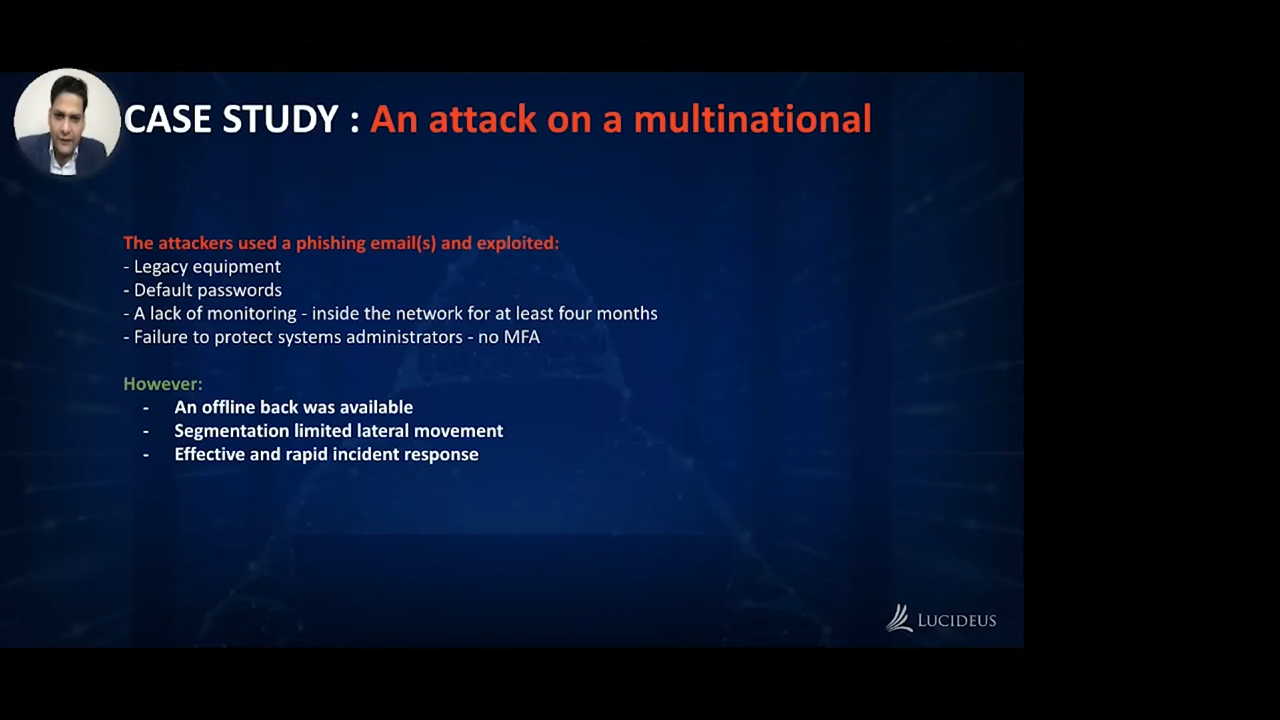 CASE STUDY : An attack on a multinational
The attackers used a phishing email(s) and exploited:
- Legacy equipment
- Default passwords
- A lack of monitoring - inside the network for at least four months
- Failure to protect systems administrators - no MFA
However:
- An offline back was available
- Segmentation limited lateral movement
- Effective and rapid incident response
LUCIDEUS